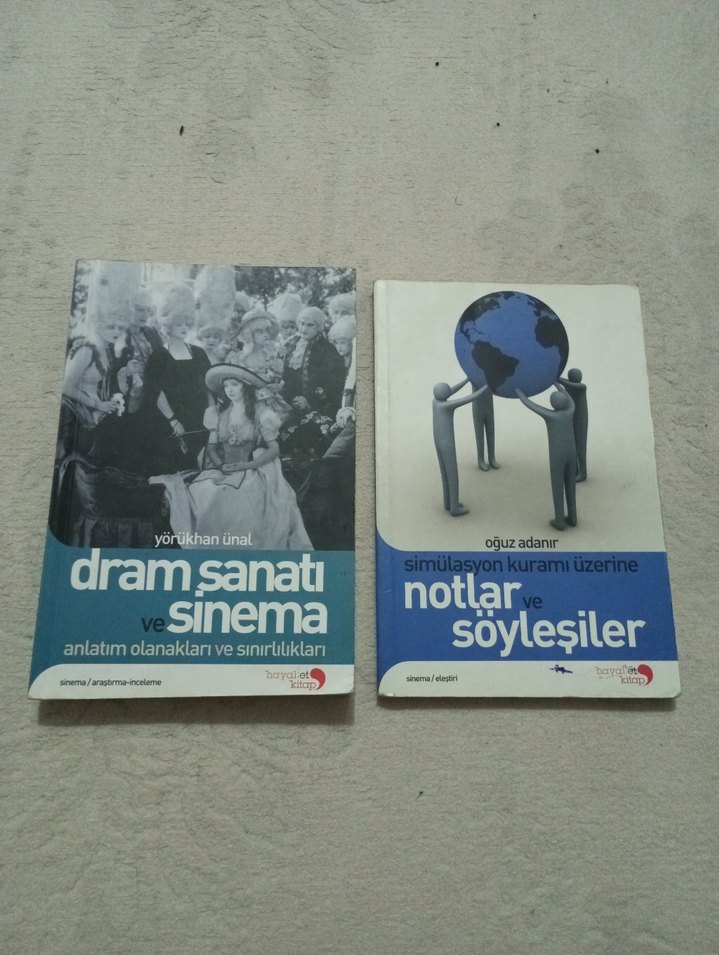 yörükhan ünal
dram sanatı
ve sinema
anlatım olanakları ve sınırlılıkları
sinema / araştırma-inceleme
hayalet
kitap
oğuz adanır
simülasyon kuramı üzerine
notlar ve
söyleşiler
sinema / eleştiri
hayalet
kitap